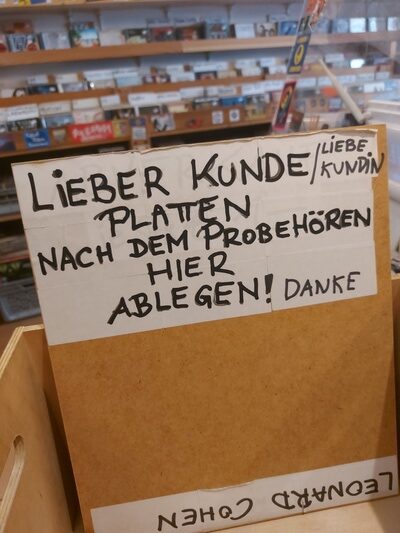 LIEBER KUNDE/LIEBE KUNDIN
PLATTEN
NACH DEM PROBEHÖREN
HIER
ABLEGEN! DANKE
LEONARD COHEN